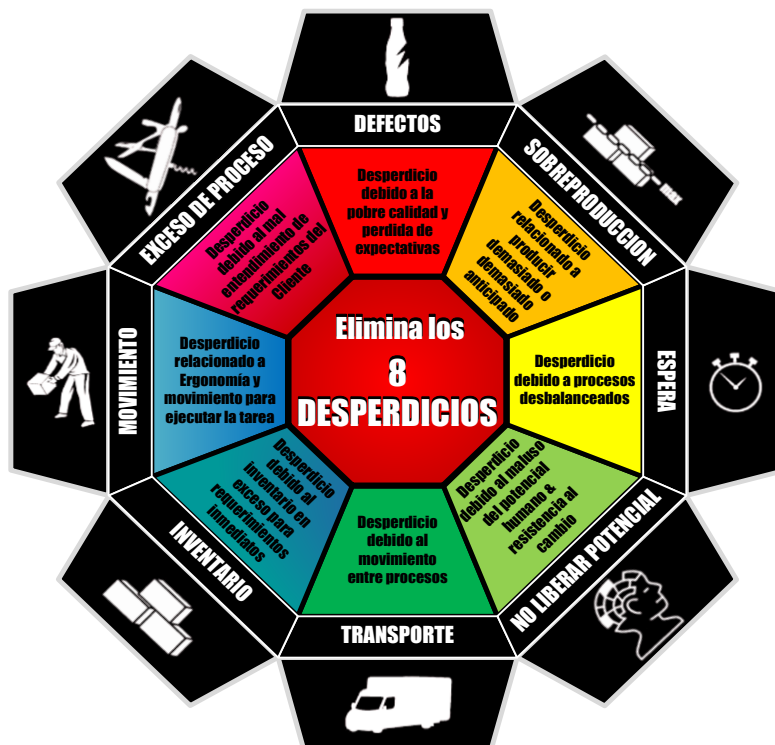 DEFECTOS
Desperdicio
debido a la
pobre calidad y
perdida de
expectativas
SOBREPRODUCCION
max
Desperdicio
relacionado a
producir
demasiado o
demasiado
anticipado
ESPERA
Desperdicio
debido a procesos
desbalanceados
NO LIBERAR POTENCIAL
Desperdicio
debido al maluso
del potencial
humano &
resistencia al
cambio
TRANSPORTE
Desperdicio
debido al
movimiento
entre procesos
INVENTARIO
Desperdicio
debido al
inventario en
exceso para
requerimientos
inmediatos
MOVIMIENTO
Desperdicio
relacionado a
Ergonomía y
movimiento para
ejecutar la tarea
EXCESO DE PROCESO
Desperdicio
debido al mal
entendimiento de
requerimientos del
Cliente
Elimina los
8
DESPERDICIOS